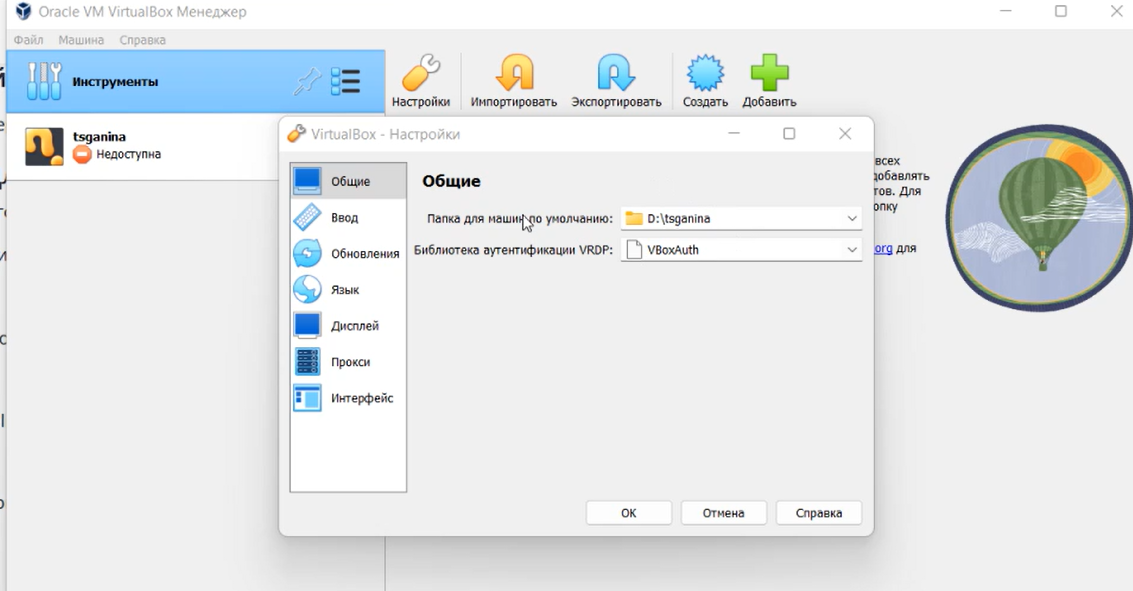 Oracle VM VirtualBox Менеджер
Файл Машина Справка
Инструменты
Настройки Импортировать Экспортировать Создать Добавить
tsganina
Недоступна
VirtualBox - Настройки
Общие
Ввод
Обновления
Язык
Дисплей
Прокси
Интерфейс
Общие
Папка для машин по умолчанию: D:\tsganina
Библиотека аутентификации VRDP: VBoxAuth
OK Отмена Справка
всех
добавлять
тов. Для
опку
org для